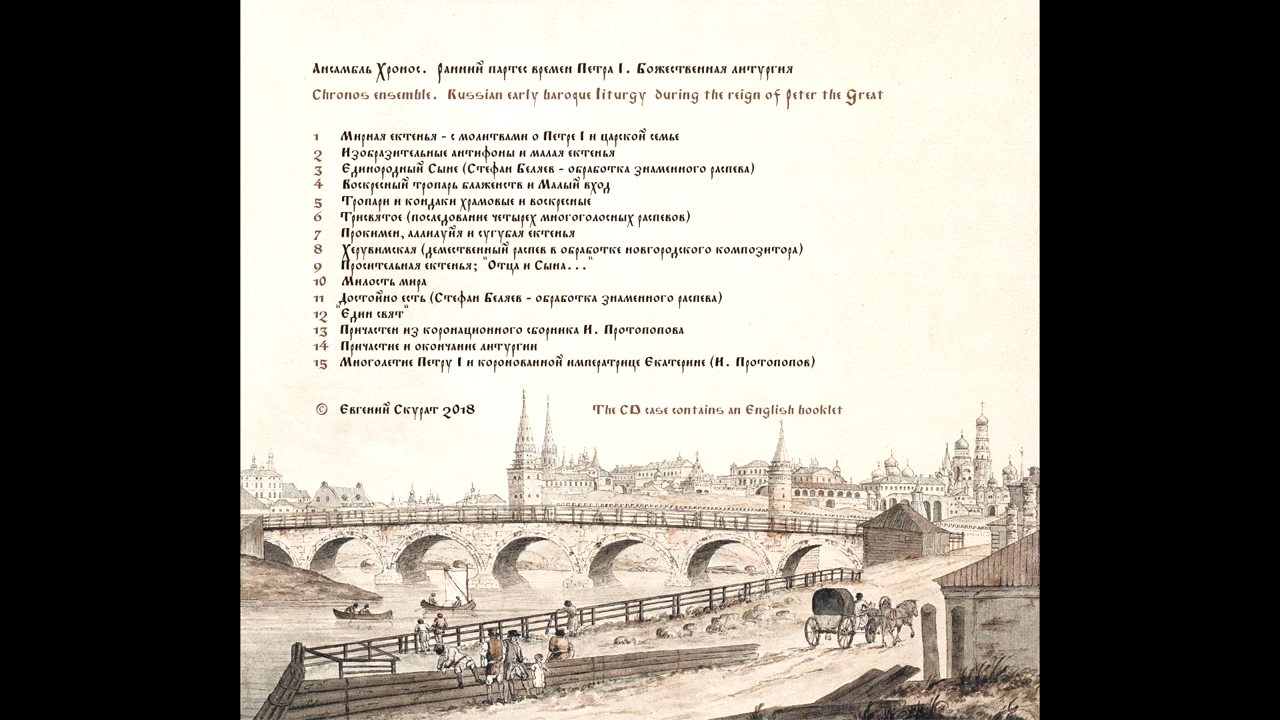 Ансамбль Хронос. Ранний партес времен Петра I. Божественная литургия
Chronos ensemble. Russian early baroque liturgy during the reign of Peter the Great
1 Мирная ектенья - с молитвами о Петре I и царской семье
2 Изобразительные антифоны и малая ектенья
3 Единородный Сыне (Стефан Беляев - обработка знаменного распева)
4 Воскресный тропарь блаженств и Малый вход
5 Тропари и кондаки храмовые и воскресные
6 Трисвятое (последование четырех многоголосных распевов)
7 Прокимен, аллилуйя и сугубая ектенья
8 Херувимская (демественный распев в обработке новгородского композитора)
9 Просительная ектенья; "Отца и Сына..."
10 Милость мира
11 Достойно есть (Стефан Беляев - обработка знаменного распева)
12 "Един свят"
13 Причастен из коронационного сборника И. Протопопова
14 Причастие и окончание литургии
15 Многолетие Петру I и коронованной императрице Екатерине (И. Протопопов)
© Евгений Скурат 2018 The CD case contains an English booklet